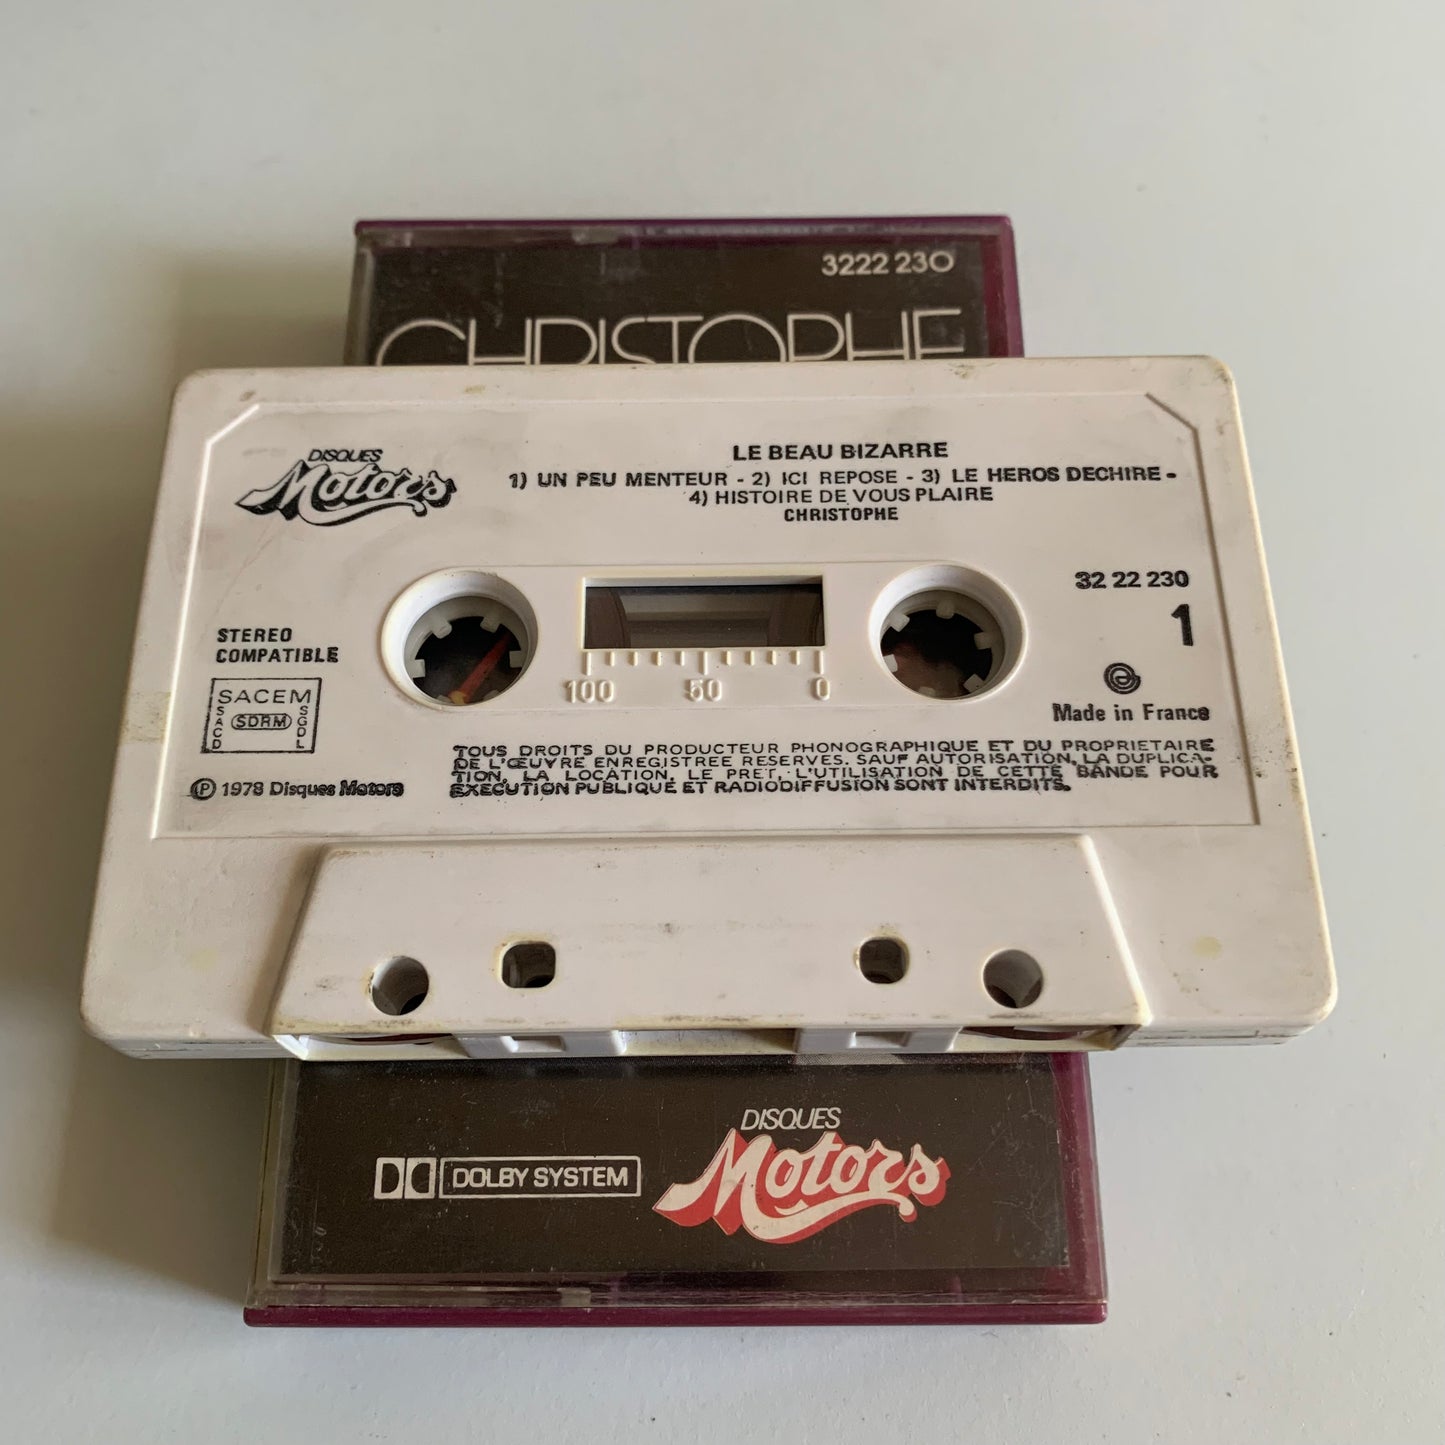 3222 230
CHRISTOPHE
DISQUES
Motors
LE BEAU BIZARRE
1) UN PEU MENTEUR - 2) ICI REPOSE - 3) LE HEROS DECHIRE -
4) HISTOIRE DE VOUS PLAIRE
CHRISTOPHE
32 22 230
1
STEREO
COMPATIBLE
100 50 0
SACEM
SACD
SDRM
SGDL
Made in France
Ⓟ 1978 Disques Motors
TOUS DROITS DU PRODUCTEUR PHONOGRAPHIQUE ET DU PROPRIETAIRE
DE L'ŒUVRE ENREGISTREE RESERVES. SAUF AUTORISATION, LA DUPLICA-
TION, LA LOCATION, LE PRET, L'UTILISATION DE CETTE BANDE POUR
EXECUTION PUBLIQUE ET RADIODIFFUSION SONT INTERDITS.
DISQUES
Motors
DOLBY SYSTEM